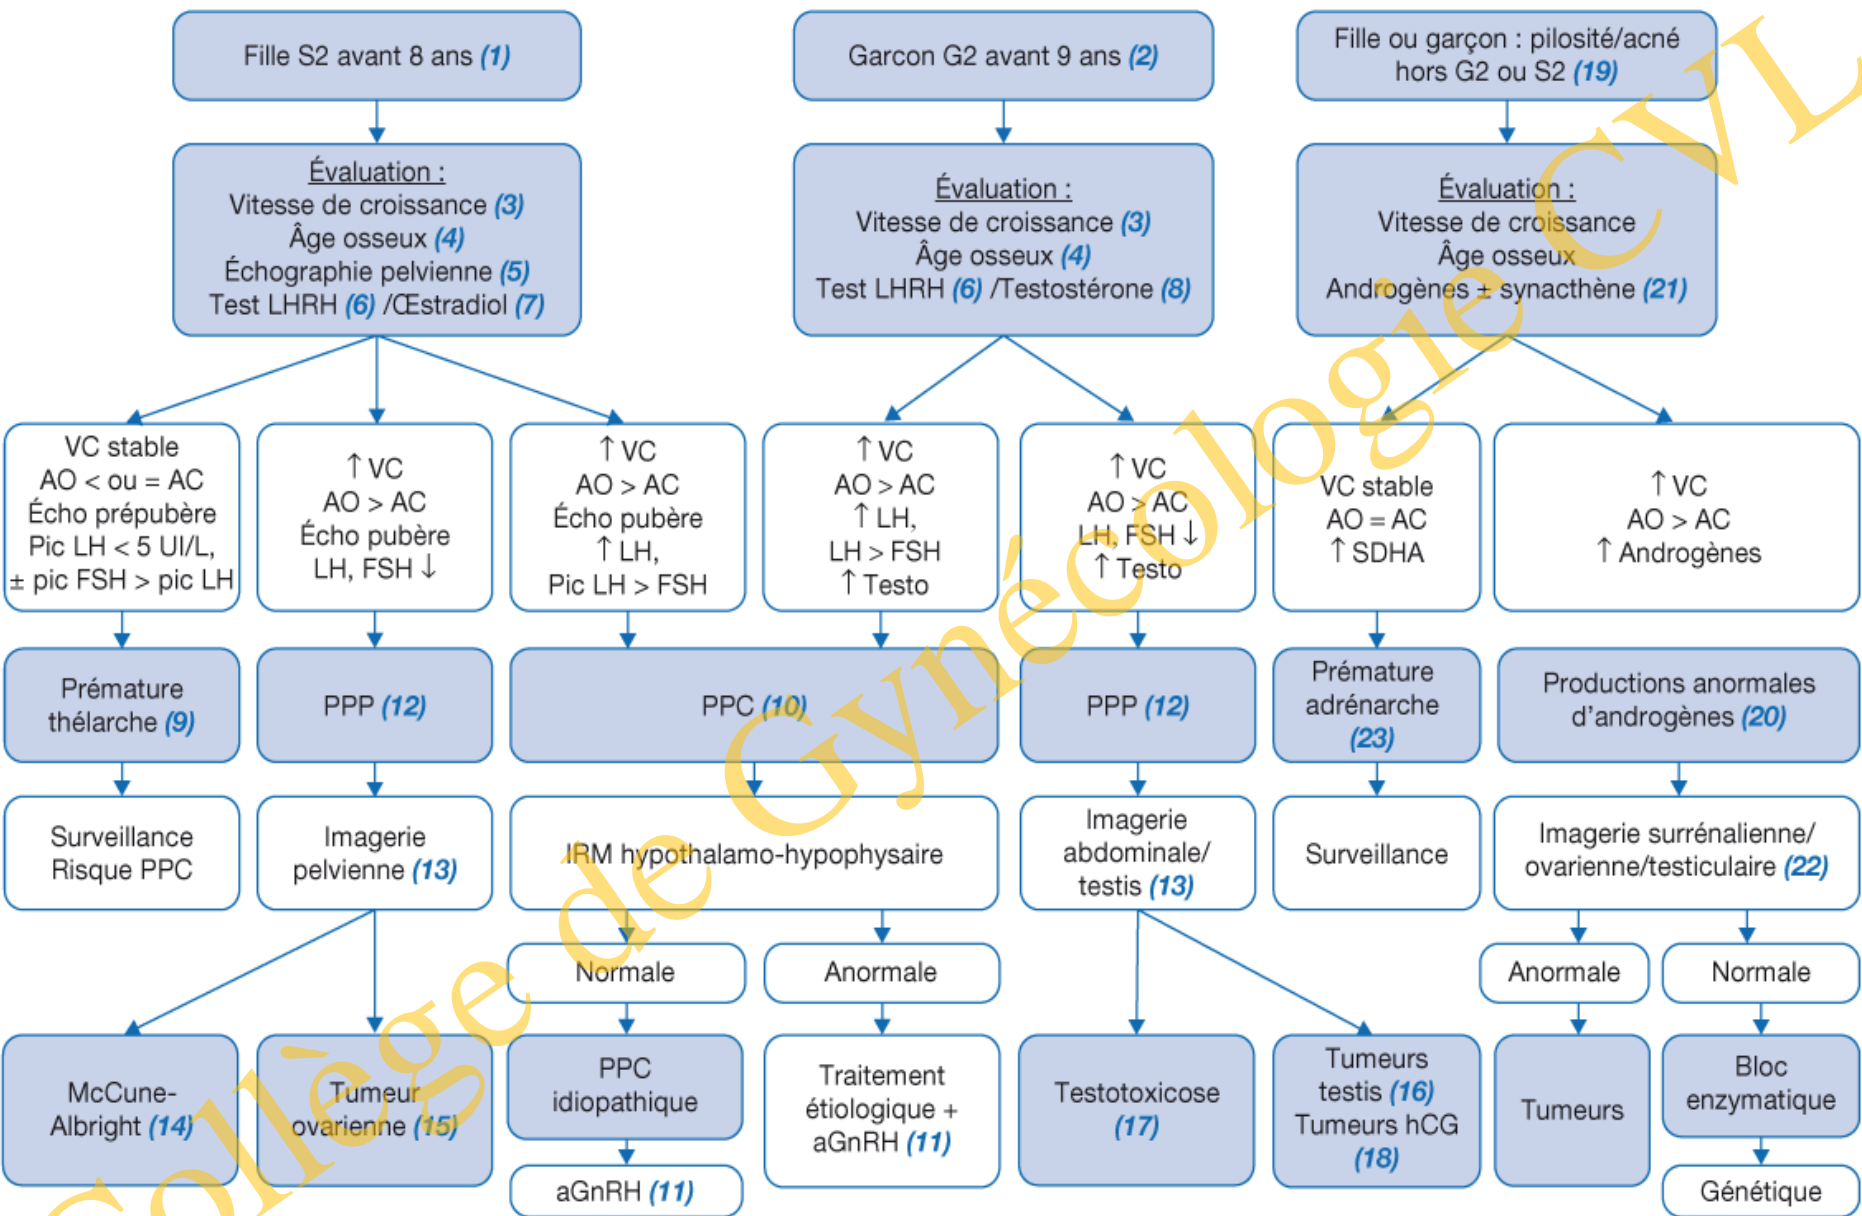 Fille S2 avant 8 ans (1)
Garcon G2 avant 9 ans (2)
Fille ou garçon : pilosité/acné
hors G2 ou S2 (19)
Évaluation :
Vitesse de croissance (3)
Âge osseux (4)
Échographie pelvienne (5)
Test LHRH (6) /Œstradiol (7)
Évaluation :
Vitesse de croissance (3)
Âge osseux (4)
Test LHRH (6) /Testostérone (8)
Évaluation :
Vitesse de croissance
Âge osseux
Androgènes ± synacthène (21)
VC stable
AO < ou = AC
Écho prépubère
Pic LH < 5 UI/L,
± pic FSH > pic LH
↑ VC
AO > AC
Écho pubère
LH, FSH ↓
↑ VC
AO > AC
Écho pubère
↑ LH,
Pic LH > FSH
↑ VC
AO > AC
↑ LH,
LH > FSH
↑ Testo
↑ VC
AO > AC
LH, FSH ↓
↑ Testo
VC stable
AO = AC
↑ SDHA
↑ VC
AO > AC
↑ Androgènes
Prémature
thélarche (9)
PPP (12)
PPC (10)
PPP (12)
Prémature
adrénarche
(23)
Productions anormales
d'androgènes (20)
Surveillance
Risque PPC
Imagerie
pelvienne (13)
IRM hypothalamo-hypophysaire
Imagerie
abdominale/
testis (13)
Surveillance
Imagerie surrénalienne/
ovarienne/testiculaire (22)
Normale
Anormale
Anormale
Normale
McCune-
Albright (14)
Tumeur
ovarienne (15)
PPC
idiopathique
Traitement
étiologique +
aGnRH (11)
Testotoxicose
(17)
Tumeurs
testis (16)
Tumeurs hCG
(18)
Tumeurs
Bloc
enzymatique
aGnRH (11)
Génétique
Collège de Gynécologie CVL